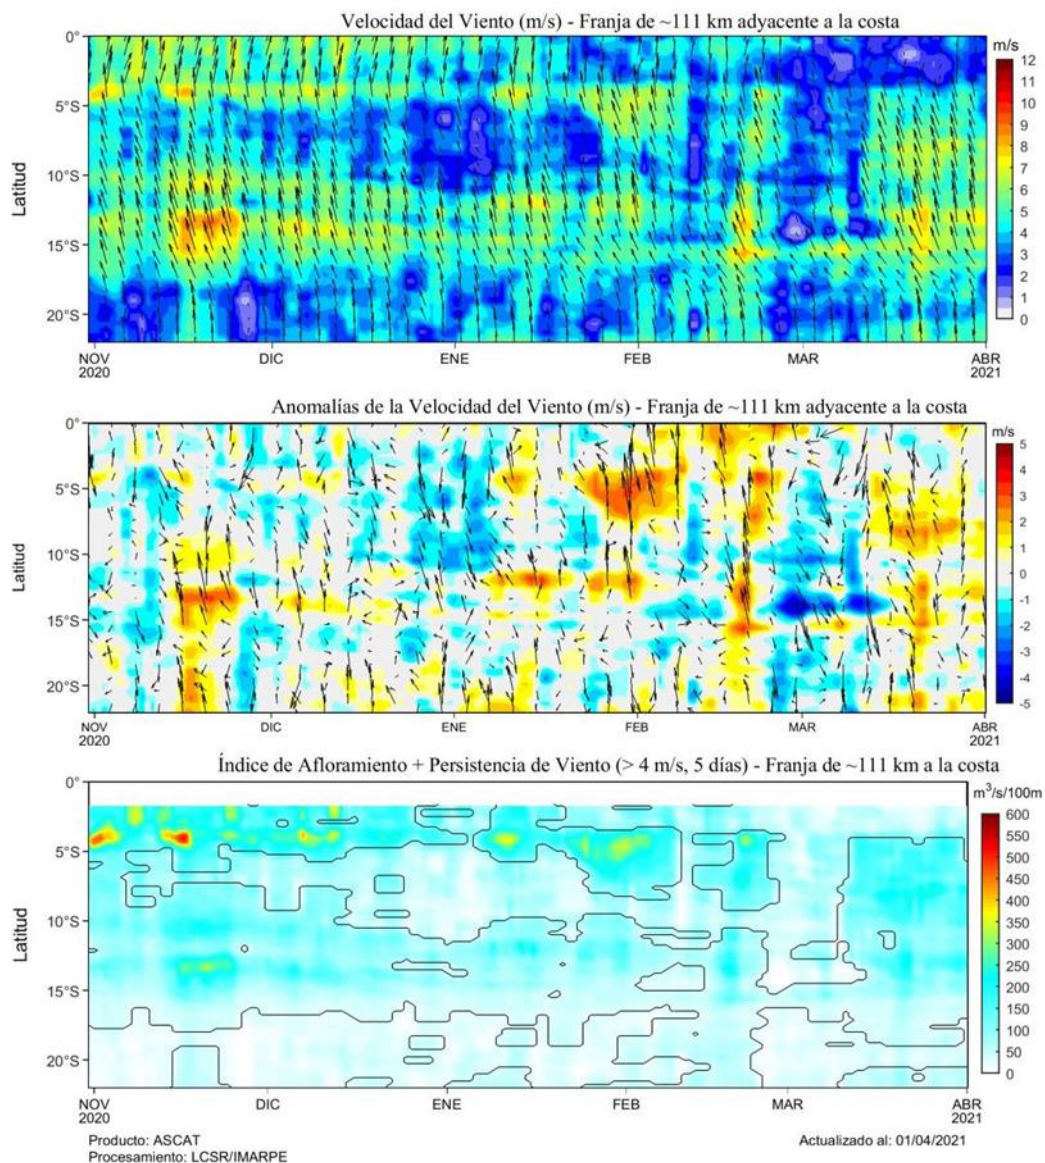 Velocidad del Viento (m/s) - Franja de ~111 km adyacente a la costa
m/s
0°
5°S
10°S
15°S
20°S
Latitud
12
11
10
9
8
7
6
5
4
3
2
1
0
NOV
2020
DIC
ENE
FEB
MAR
ABR
2021
Anomalías de la Velocidad del Viento (m/s) - Franja de ~111 km adyacente a la costa
m/s
0°
5°S
10°S
15°S
20°S
Latitud
5
4
3
2
1
0
-1
-2
-3
-4
-5
NOV
2020
DIC
ENE
FEB
MAR
ABR
2021
Índice de Afloramiento + Persistencia de Viento (> 4 m/s, 5 días) - Franja de ~111 km a la costa
m³/s/100m
0°
5°S
10°S
15°S
20°S
Latitud
600
550
500
450
400
350
300
250
200
150
100
50
0
NOV
2020
DIC
ENE
FEB
MAR
ABR
2021
Producto: ASCAT
Procesamiento: LCSR/IMARPE
Actualizado al: 01/04/2021